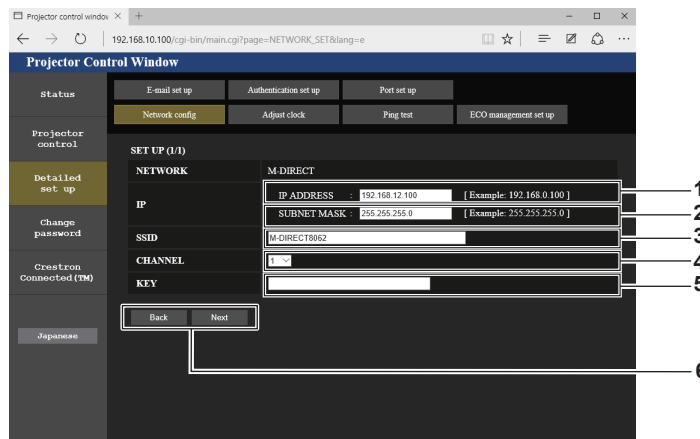 Projector control window
192.168.10.100/cgi-bin/main.cgi?page=NETWORK_SET&lang=e
Projector Control Window
Status
Projector
control
Detailed
set up
Change
password
Crestron
Connected(TM)
Japanese
E-mail set up
Authentication set up
Port set up
Network config
Adjust clock
Ping test
ECO management set up
SET UP (1/1)
NETWORK M-DIRECT
IP
IP ADDRESS : 192.168.12.100 [ Example: 192.168.0.100 ]
SUBNET MASK : 255.255.255.0 [ Example: 255.255.255.0 ]
SSID M-DIRECT8062
CHANNEL 1
KEY
Back Next
1
2
3
4
5
6